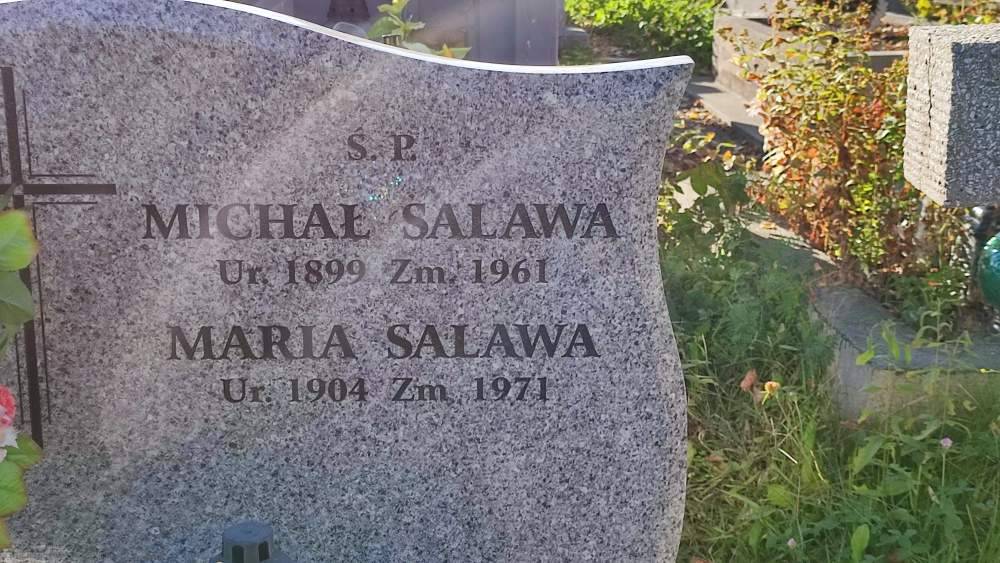 Ś. P.
MICHAŁ SALAWA
Ur. 1899 Zm. 1961
MARIA SALAWA
Ur. 1904 Zm. 1971